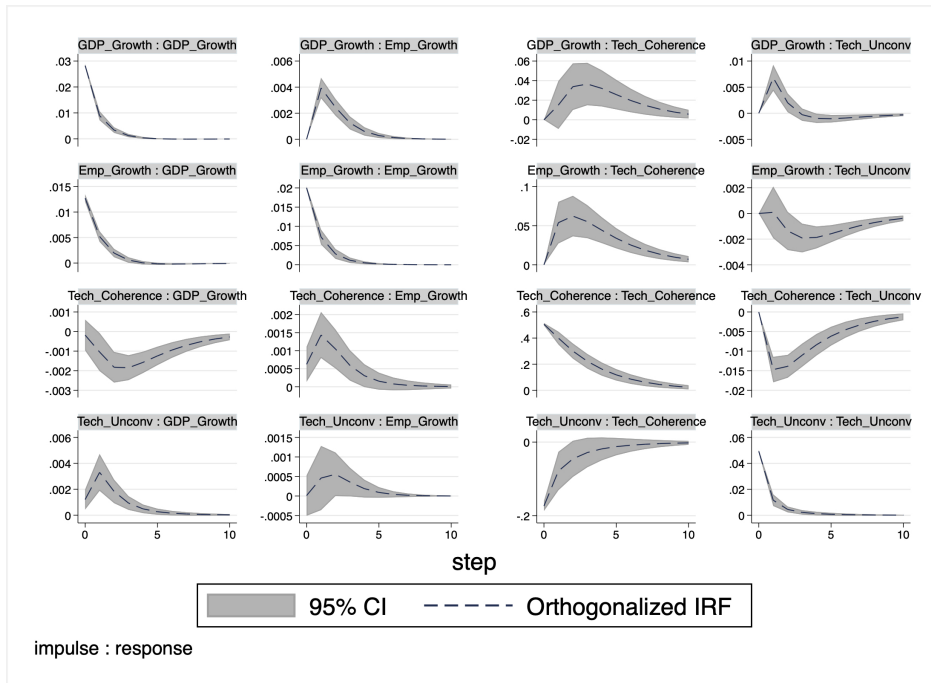 GDP_Growth : GDP_Growth
.03
.02
.01
0
GDP_Growth : Emp_Growth
.006
.004
.002
0
GDP_Growth : Tech_Coherence
.06
.04
.02
0
-.02
GDP_Growth : Tech_Unconv
.01
.005
0
-.005
Emp_Growth : GDP_Growth
.015
.01
.005
0
Emp_Growth : Emp_Growth
.02
.015
.01
.005
0
Emp_Growth : Tech_Coherence
.1
.05
0
Emp_Growth : Tech_Unconv
.002
0
-.002
-.004
Tech_Coherence : GDP_Growth
.001
0
-.001
-.002
-.003
Tech_Coherence : Emp_Growth
.002
.0015
.001
.0005
0
Tech_Coherence : Tech_Coherence
.6
.4
.2
0
Tech_Coherence : Tech_Unconv
0
-.005
-.01
-.015
-.02
Tech_Unconv : GDP_Growth
.006
.004
.002
0
0 5 10
Tech_Unconv : Emp_Growth
.0015
.001
.0005
0
-.0005
0 5 10
Tech_Unconv : Tech_Coherence
0
-.2
0 5 10
Tech_Unconv : Tech_Unconv
.06
.04
.02
0
0 5 10
step
95% CI Orthogonalized IRF
impulse : response